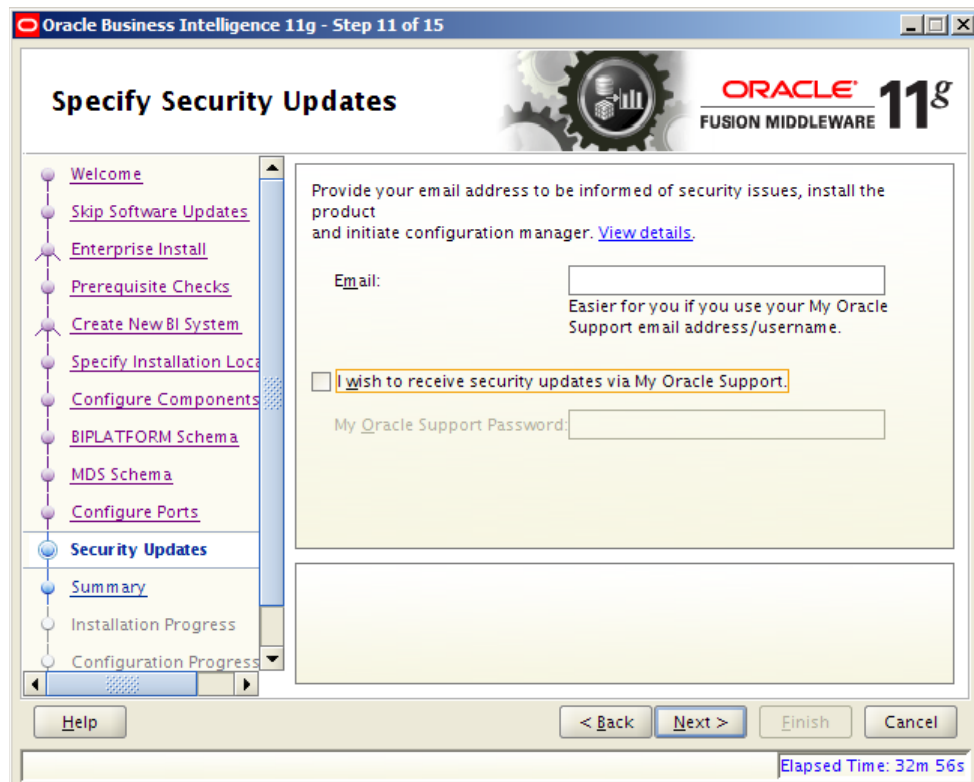 Oracle Business Intelligence 11g - Step 11 of 15
Specify Security Updates
ORACLE
FUSION MIDDLEWARE
11g
Welcome
Skip Software Updates
Enterprise Install
Prerequisite Checks
Create New BI System
Specify Installation Loca
Configure Components
BIPLATFORM Schema
MDS Schema
Configure Ports
Security Updates
Summary
Installation Progress
Configuration Progress
Provide your email address to be informed of security issues, install the
product
and initiate configuration manager. View details.
Email:
Easier for you if you use your My Oracle
Support email address/username.
I wish to receive security updates via My Oracle Support.
My Oracle Support Password:
Help
< Back
Next >
Finish
Cancel
Elapsed Time: 32m 56s